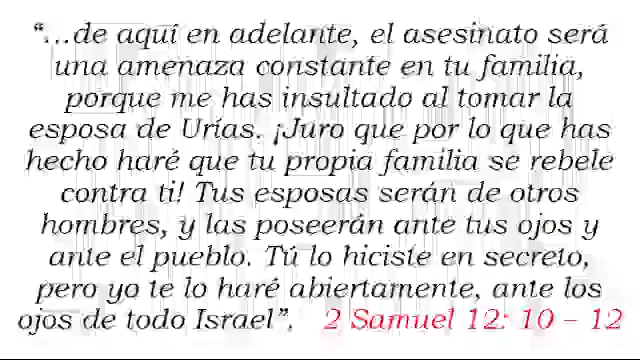 “...de aquí en adelante, el asesinato será
una amenaza constante en tu familia,
porque me has insultado al tomar la
esposa de Urías. ¡Juro que por lo que has
hecho haré que tu propia familia se rebele
contra ti! Tus esposas serán de otros
hombres, y las poseerán ante tus ojos y
ante el pueblo. Tú lo hiciste en secreto,
pero yo te lo haré abiertamente, ante los
ojos de todo Israel”. 2 Samuel 12: 10 – 12